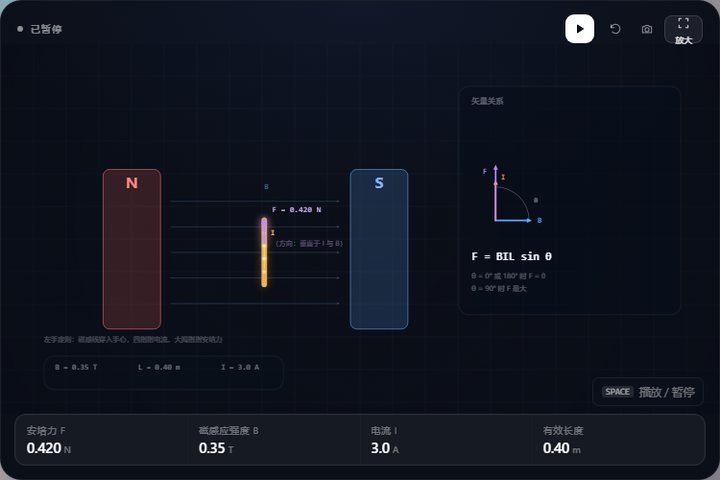 已暂停
放大
矢量关系
N
S
B
F = 0.420 N
I
(方向: 垂直于 I 与 B)
F
I
θ
B
F = BIL sin θ
θ = 0° 或 180° 时 F = 0
θ = 90° 时 F 最大
左手定则: 磁感线穿入手心, 四指指电流, 大拇指指安培力
B = 0.35 T
L = 0.40 m
I = 3.0 A
SPACE 播放 / 暂停
安培力 F
磁感应强度 B
电流 I
有效长度
0.420 N
0.35 T
3.0 A
0.40 m